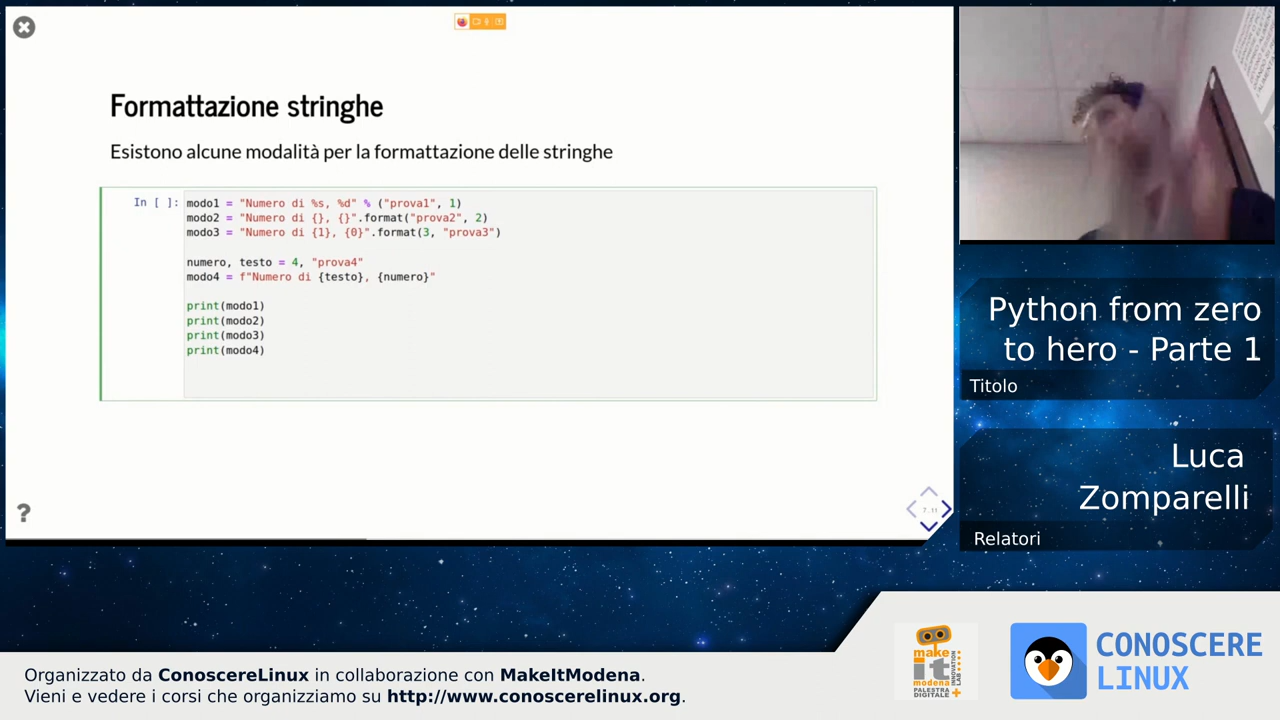 Formattazione stringhe
Esistono alcune modalità per la formattazione delle stringhe
In [ ]:
modo1 = "Numero di %s, %d" % ("prova1", 1)
modo2 = "Numero di {}, {}".format("prova2", 2)
modo3 = "Numero di {1}, {0}".format(3, "prova3")
numero, testo = 4, "prova4"
modo4 = f"Numero di {testo}, {numero}"
print(modo1)
print(modo2)
print(modo3)
print(modo4)
?
7.11
Python from zero
to hero - Parte 1
Titolo
Luca
Zomparelli
Relatori
Organizzato da ConoscereLinux in collaborazione con MakeItModena.
Vieni e vedere i corsi che organizziamo su http://www.conoscerelinux.org.
make
it
modena
PALESTRA
DIGITALE
INNOVATION
LAB
CONOSCERE
LINUX